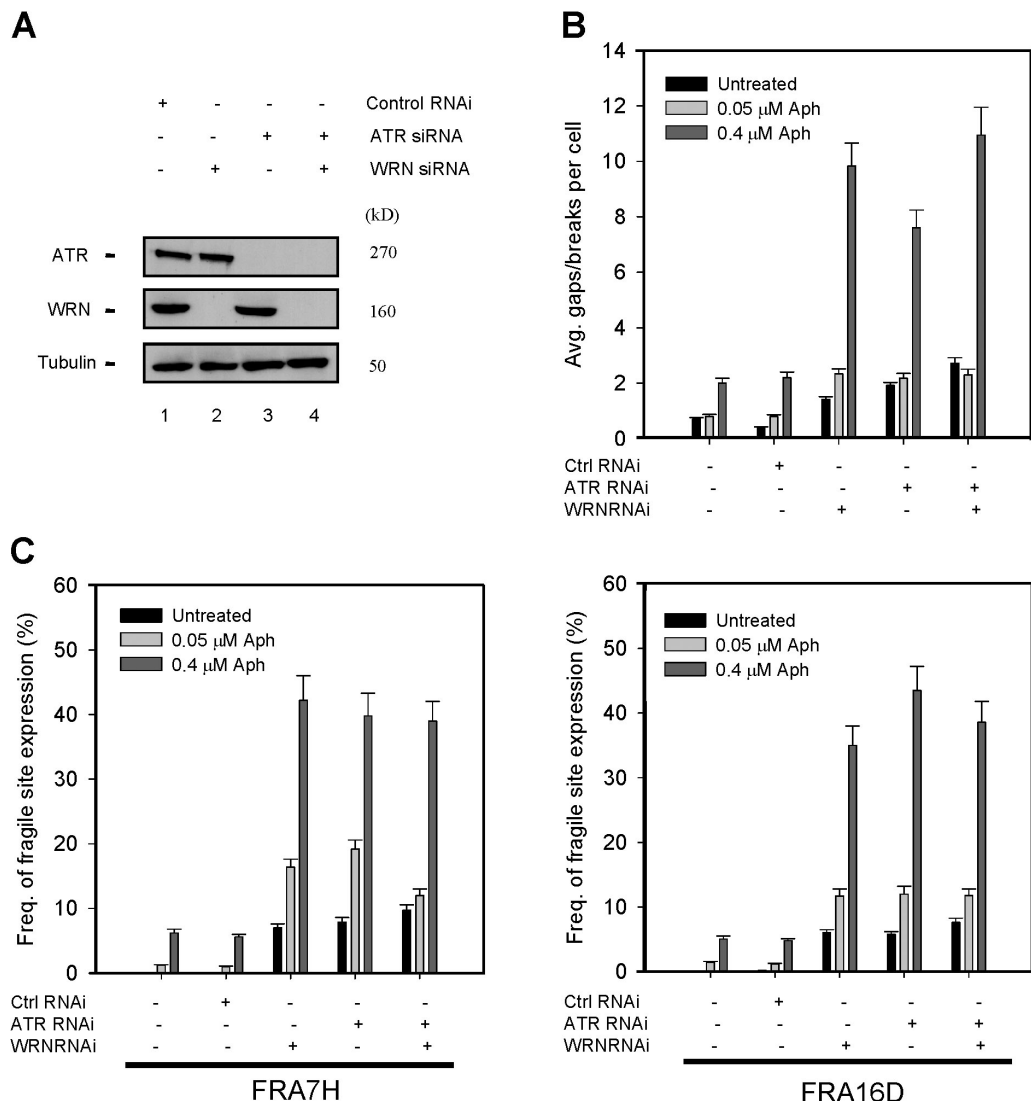 A
+ - - - Control RNAi
- - + + ATR siRNA
- + - + WRN siRNA
(kD)
ATR - 270
WRN - 160
Tubulin - 50
1 2 3 4
B
14
12
10
8
6
4
2
0
Avg. gaps/breaks per cell
Untreated
0.05 μM Aph
0.4 μM Aph
Ctrl RNAi - + - - -
ATR RNAi - - - + +
WRNRNAi - - + - +
C
60
50
40
30
20
10
0
Freq. of fragile site expression (%)
Untreated
0.05 μM Aph
0.4 μM Aph
Ctrl RNAi - + - - -
ATR RNAi - - - + +
WRNRNAi - - + - +
FRA7H
60
50
40
30
20
10
0
Freq. of fragile site expression (%)
Untreated
0.05 μM Aph
0.4 μM Aph
Ctrl RNAi - + - - -
ATR RNAi - - - + +
WRNRNAi - - + - +
FRA16D